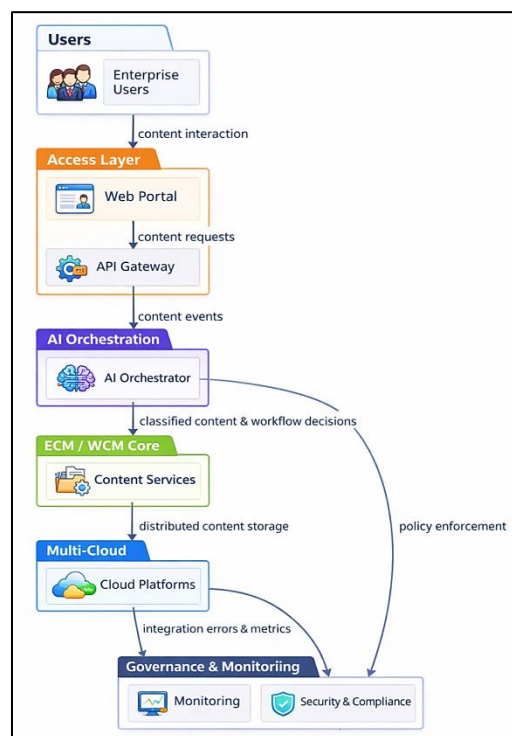 Users
Enterprise
Users
content interaction
Access Layer
Web Portal
content requests
API Gateway
content events
AI Orchestration
AI Orchestrator
classified content & workflow decisions
ECM / WCM Core
Content Services
distributed content storage
policy enforcement
Multi-Cloud
Cloud Platforms
integration errors & metrics
Governance & Monitoriing
Monitoring
Security & Compliance